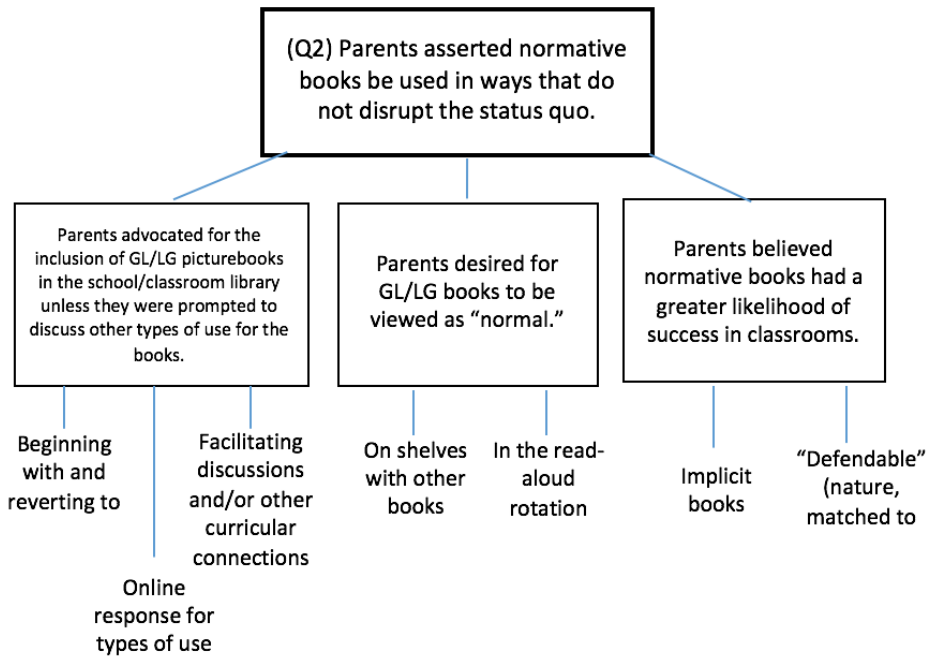 (Q2) Parents asserted normative
books be used in ways that do
not disrupt the status quo.
Parents advocated for the
inclusion of GL/LG picturebooks
in the school/classroom library
unless they were prompted to
discuss other types of use for the
books.
Parents desired for
GL/LG books to be
viewed as “normal.”
Parents believed
normative books had a
greater likelihood of
success in classrooms.
Beginning
with and
reverting to
Online
response for
types of use
Facilitating
discussions
and/or other
curricular
connections
On shelves
with other
books
In the read-
aloud
rotation
Implicit
books
“Defendable”
(nature,
matched to